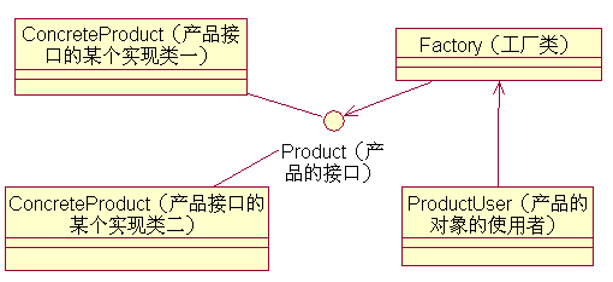 ConcreteProduct（产品接
口的某个实现类一）
Factory（工厂类）
Product（产
品的接口）
ConcreteProduct（产品接口的
某个实现类二）
ProductUser（产品的
对象的使用者）